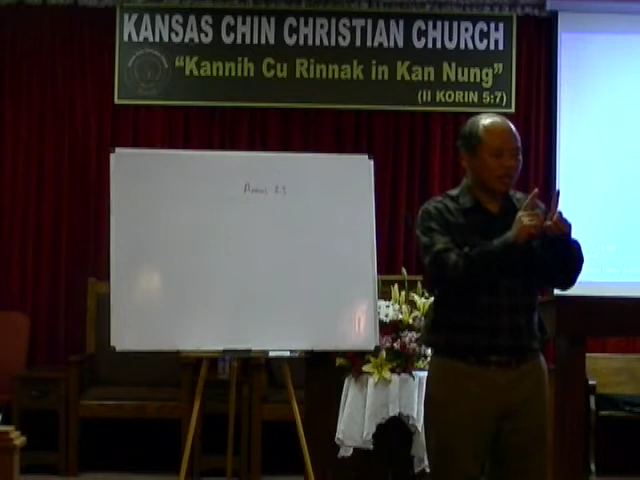 KANSAS CHIN CHRISTIAN CHURCH
"Kannih Cu Rinnak in Kan Nung"
(II KORIN 5:7)